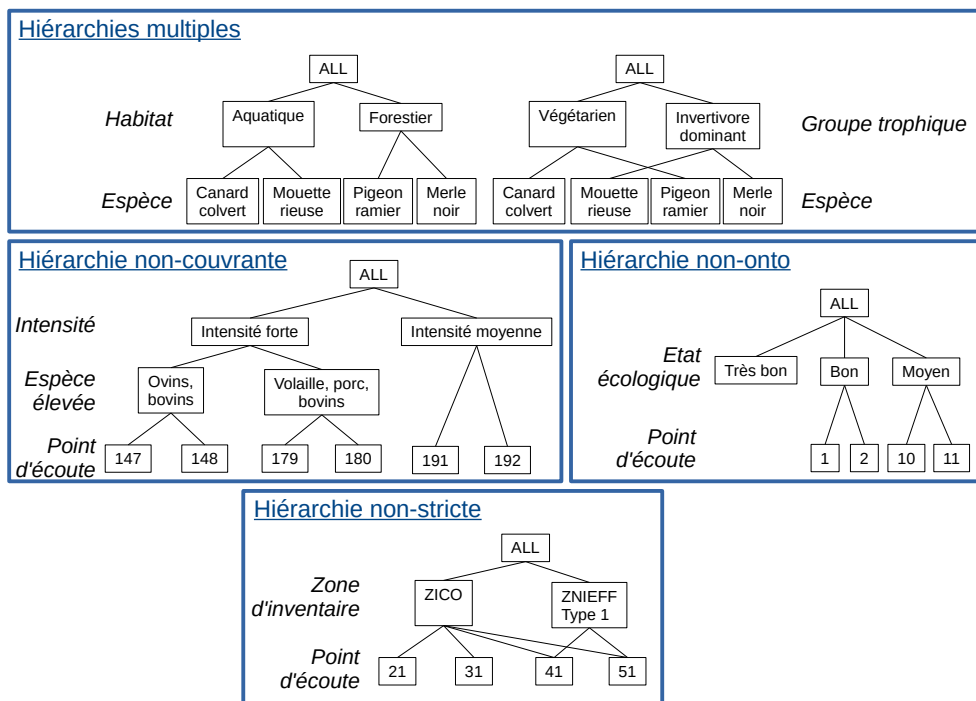 Hiérarchies multiples
ALL
ALL
Habitat
Aquatique
Forestier
Végétarien
Invertivore
dominant
Groupe trophique
Espèce
Canard
colvert
Mouette
rieuse
Pigeon
ramier
Merle
noir
Canard
colvert
Mouette
rieuse
Pigeon
ramier
Merle
noir
Espèce
Hiérarchie non-couvrante
ALL
Intensité
Intensité forte
Intensité moyenne
Espèce
élevée
Ovins,
bovins
Volaille, porc,
bovins
Point
d'écoute
147
148
179
180
191
192
Hiérarchie non-onto
ALL
Etat
écologique
Très bon
Bon
Moyen
Point
d'écoute
1
2
10
11
Hiérarchie non-stricte
ALL
Zone
d'inventaire
ZICO
ZNIEFF
Type 1
Point
d'écoute
21
31
41
51